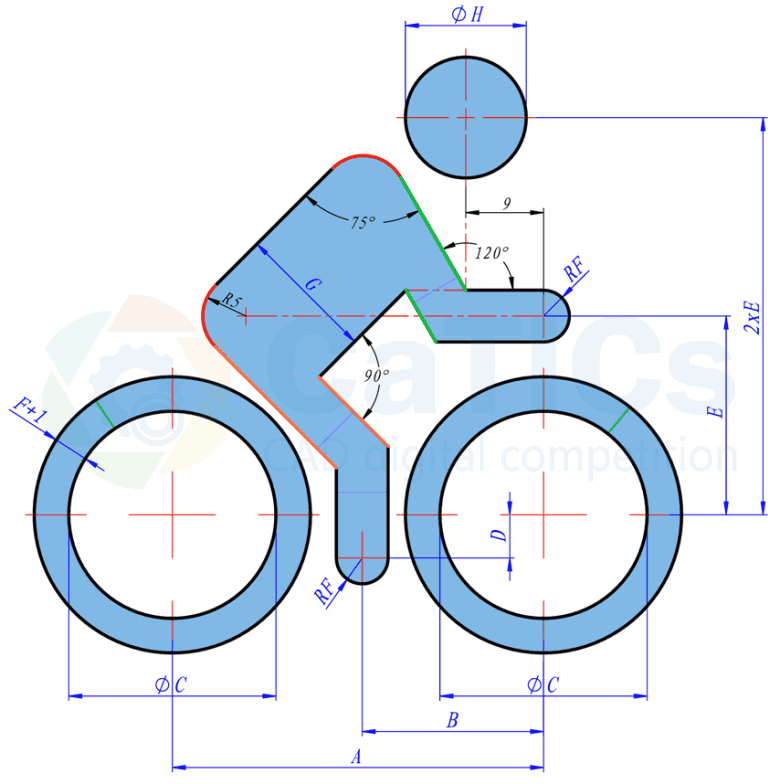 ΦH
9
75°
120°
RF
G
R5
2xE
90°
E
F+1
CaTICs
CAD digital competition
D
RF
ΦC
ΦC
B
A